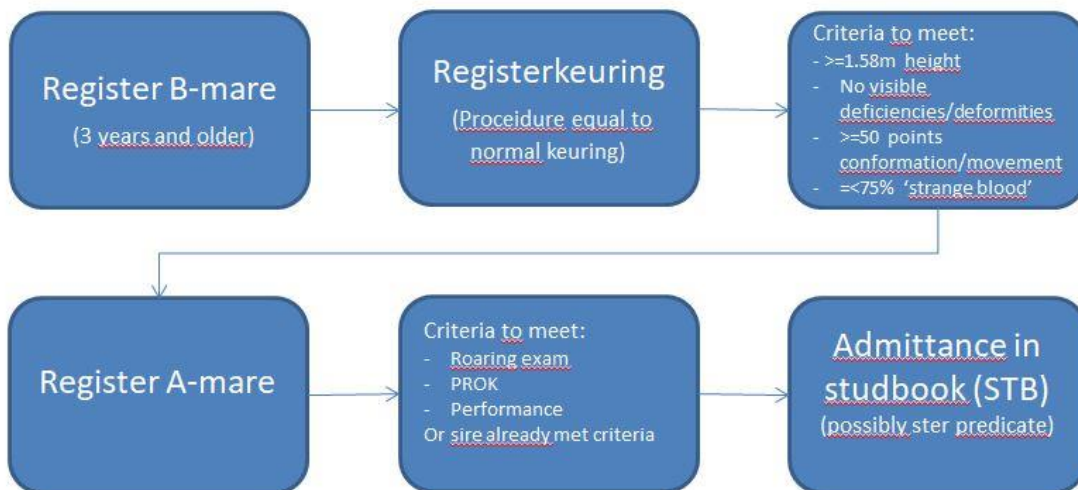 Register B-mare
(3 years and older)
Registerkeuring
(Proceidure equal to
normal keuring)
Criteria to meet:
- >=1.58m height
- No visible
deficiencies/deformities
- >=50 points
conformation/movement
- =<75% ‘strange blood’
Register A-mare
Criteria to meet:
- Roaring exam
- PROK
- Performance
Or sire already met criteria
Admittance in
studbook (STB)
(possibly ster predicate)